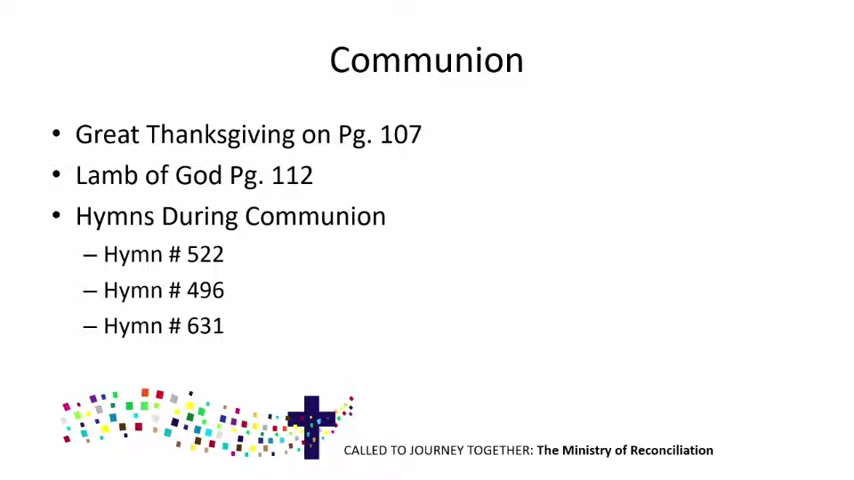 Communion
• Great Thanksgiving on Pg. 107
• Lamb of God Pg. 112
• Hymns During Communion
– Hymn # 522
– Hymn # 496
– Hymn # 631
CALLED TO JOURNEY TOGETHER: The Ministry of Reconciliation